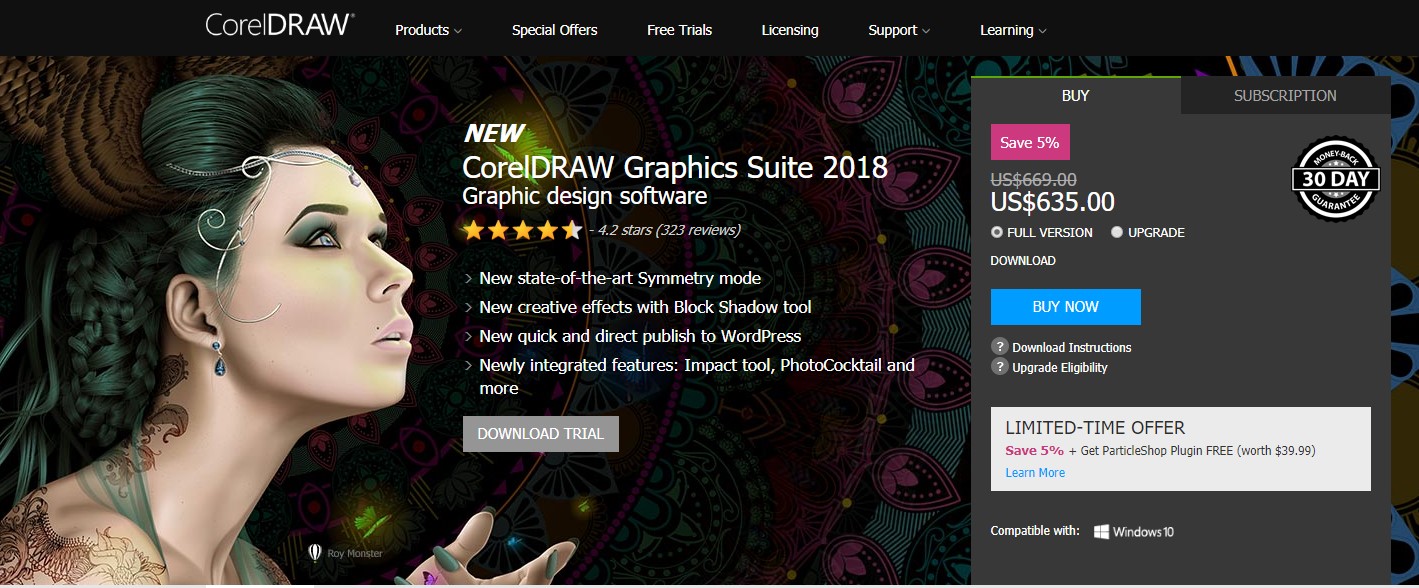 CorelDRAW®
Products
Special Offers
Free Trials
Licensing
Support
Learning
NEW
CorelDRAW Graphics Suite 2018
Graphic design software
- 4.2 stars (323 reviews)
> New state-of-the-art Symmetry mode
> New creative effects with Block Shadow tool
> New quick and direct publish to WordPress
> Newly integrated features: Impact tool, PhotoCocktail and
more
DOWNLOAD TRIAL
Roy Monster
BUY
SUBSCRIPTION
Save 5%
US$669.00
US$635.00
FULL VERSION
UPGRADE
DOWNLOAD
MONEY-BACK
30 DAY
GUARANTEE
BUY NOW
? Download Instructions
? Upgrade Eligibility
LIMITED-TIME OFFER
Save 5% + Get ParticleShop Plugin FREE (worth $39.99)
Learn More
Compatible with: Windows 10